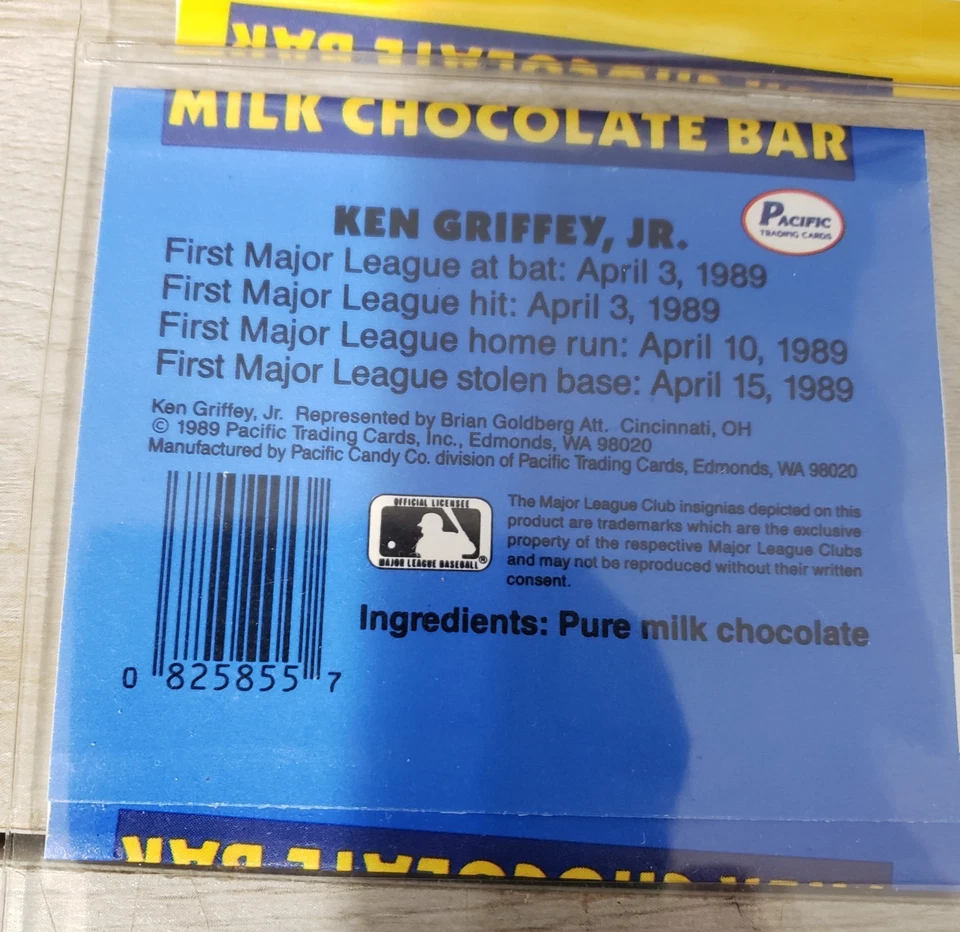 MILK CHOCOLATE BAR
KEN GRIFFEY, JR.
PACIFIC
TRADING CARDS
First Major League at bat: April 3, 1989
First Major League hit: April 3, 1989
First Major League home run: April 10, 1989
First Major League stolen base: April 15, 1989
Ken Griffey, Jr. Represented by Brian Goldberg Att. Cincinnati, OH
© 1989 Pacific Trading Cards, Inc., Edmonds, WA 98020
Manufactured by Pacific Candy Co. division of Pacific Trading Cards, Edmonds, WA 98020
OFFICIAL LICENSEE
MAJOR LEAGUE BASEBALL®
The Major League Club insignias depicted on this
product are trademarks which are the exclusive
property of the respective Major League Clubs
and may not be reproduced without their written
consent.
Ingredients: Pure milk chocolate
0 825855 7
CHOCOLATE BAR